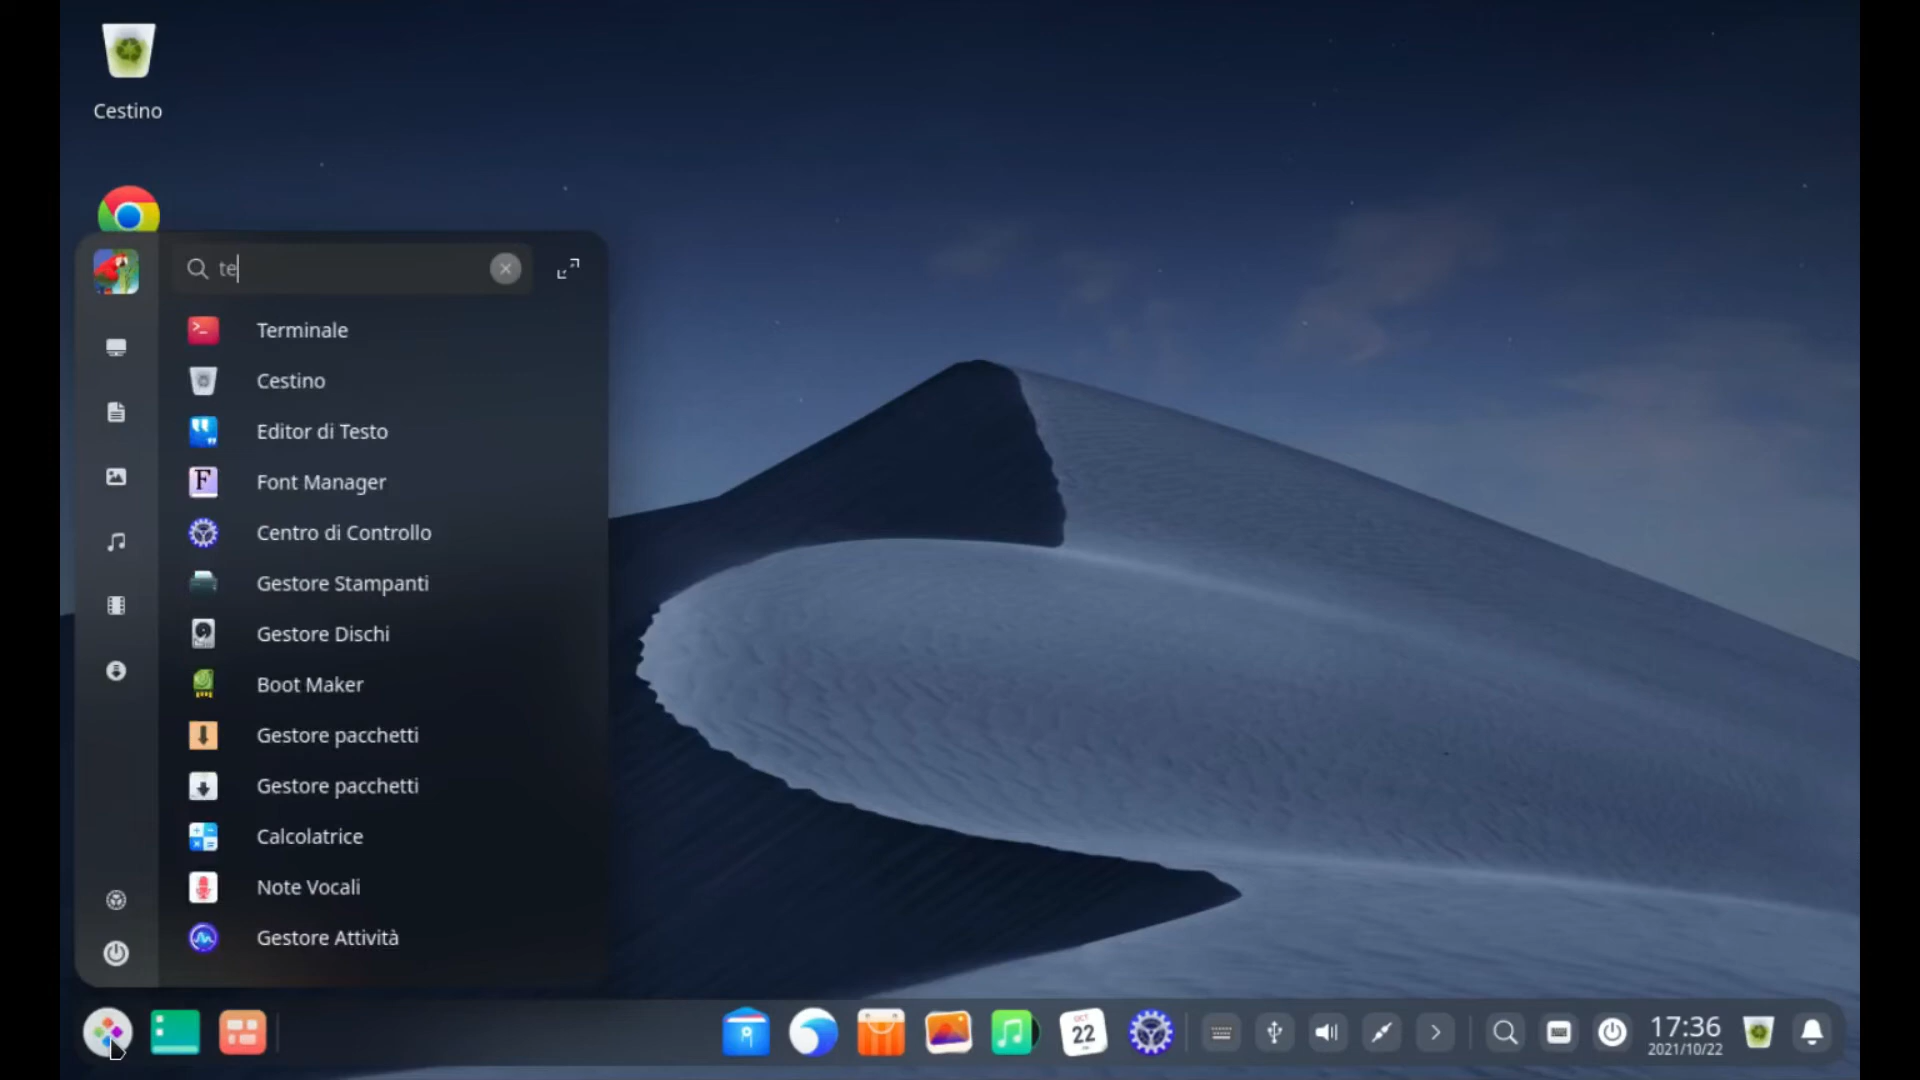 Cestino
te
Terminale
Cestino
Editor di Testo
Font Manager
Centro di Controllo
Gestore Stampanti
Gestore Dischi
Boot Maker
Gestore pacchetti
Gestore pacchetti
Calcolatrice
Note Vocali
Gestore Attività
OCT
22
17:36
2021/10/22